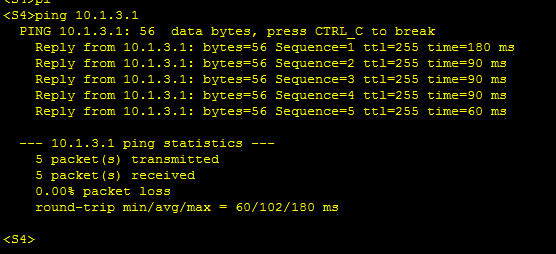 <S4>ping 10.1.3.1
PING 10.1.3.1: 56 data bytes, press CTRL_C to break
Reply from 10.1.3.1: bytes=56 Sequence=1 ttl=255 time=180 ms
Reply from 10.1.3.1: bytes=56 Sequence=2 ttl=255 time=90 ms
Reply from 10.1.3.1: bytes=56 Sequence=3 ttl=255 time=90 ms
Reply from 10.1.3.1: bytes=56 Sequence=4 ttl=255 time=90 ms
Reply from 10.1.3.1: bytes=56 Sequence=5 ttl=255 time=60 ms
--- 10.1.3.1 ping statistics ---
5 packet(s) transmitted
5 packet(s) received
0.00% packet loss
round-trip min/avg/max = 60/102/180 ms
<S4>